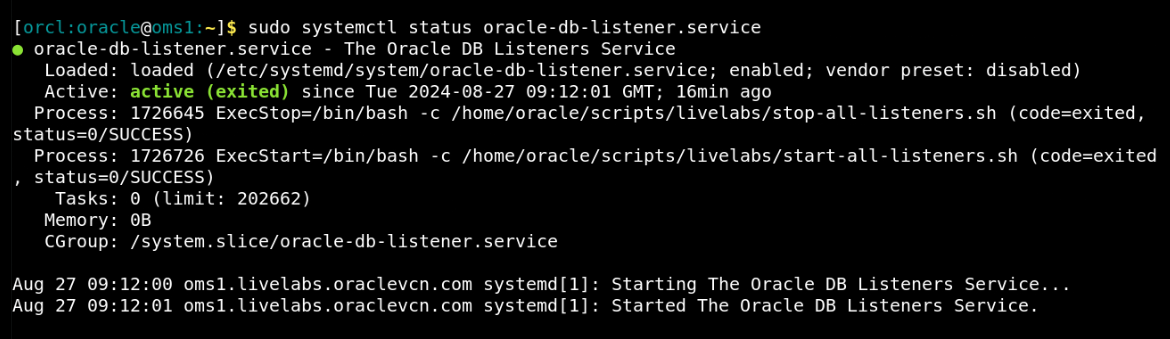 [orcl:oracle@oms1:~]$ sudo systemctl status oracle-db-listener.service
● oracle-db-listener.service - The Oracle DB Listeners Service
   Loaded: loaded (/etc/systemd/system/oracle-db-listener.service; enabled; vendor preset: disabled)
   Active: active (exited) since Tue 2024-08-27 09:12:01 GMT; 16min ago
  Process: 1726645 ExecStop=/bin/bash -c /home/oracle/scripts/livelabs/stop-all-listeners.sh (code=exited,
status=0/SUCCESS)
  Process: 1726726 ExecStart=/bin/bash -c /home/oracle/scripts/livelabs/start-all-listeners.sh (code=exited
, status=0/SUCCESS)
    Tasks: 0 (limit: 202662)
   Memory: 0B
   CGroup: /system.slice/oracle-db-listener.service

Aug 27 09:12:00 oms1.livelabs.oraclevcn.com systemd[1]: Starting The Oracle DB Listeners Service...
Aug 27 09:12:01 oms1.livelabs.oraclevcn.com systemd[1]: Started The Oracle DB Listeners Service.